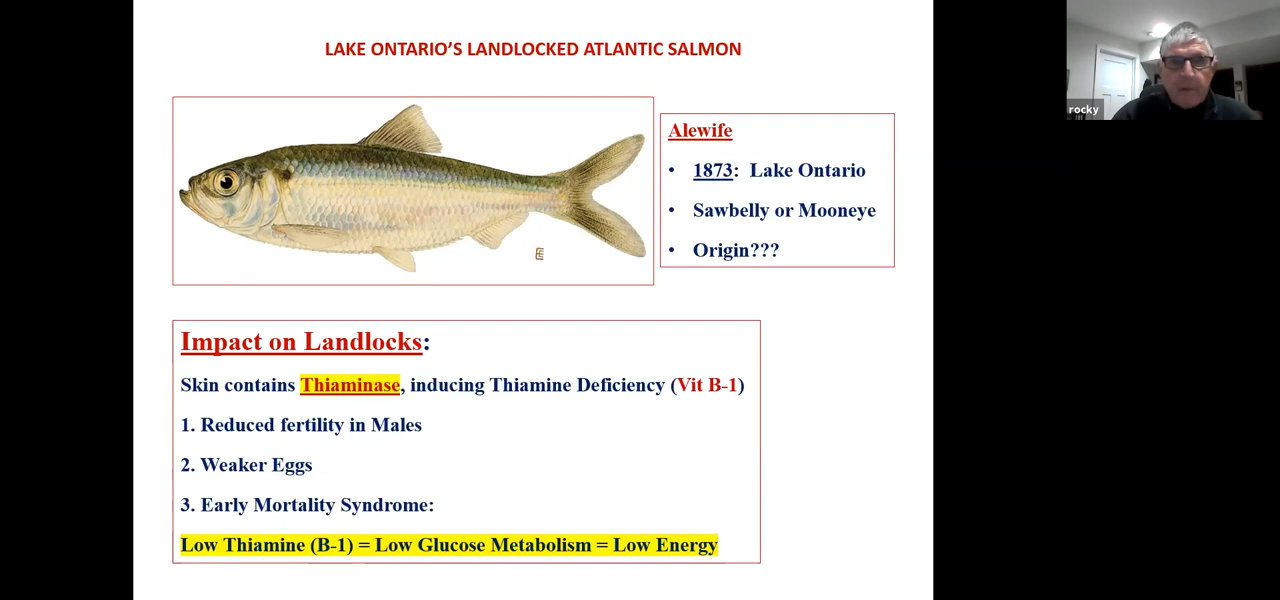 LAKE ONTARIO'S LANDLOCKED ATLANTIC SALMON
rocky
Alewife
• 1873: Lake Ontario
• Sawbelly or Mooneye
• Origin???
Impact on Landlocks:
Skin contains Thiaminase, inducing Thiamine Deficiency (Vit B-1)
1. Reduced fertility in Males
2. Weaker Eggs
3. Early Mortality Syndrome:
Low Thiamine (B-1) = Low Glucose Metabolism = Low Energy